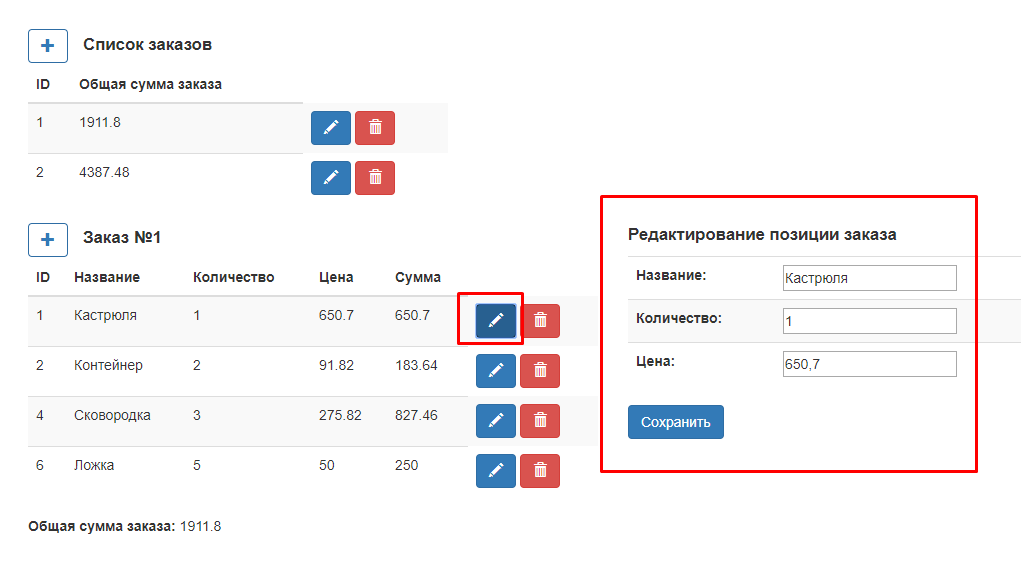 Список заказов
ID Общая сумма заказа
1 1911.8
2 4387.48
Заказ №1
ID Название Количество Цена Сумма
1 Кастрюля 1 650.7 650.7
2 Контейнер 2 91.82 183.64
4 Сковородка 3 275.82 827.46
6 Ложка 5 50 250
Общая сумма заказа: 1911.8
Редактирование позиции заказа
Название: Кастрюля
Количество: 1
Цена: 650,7
Сохранить